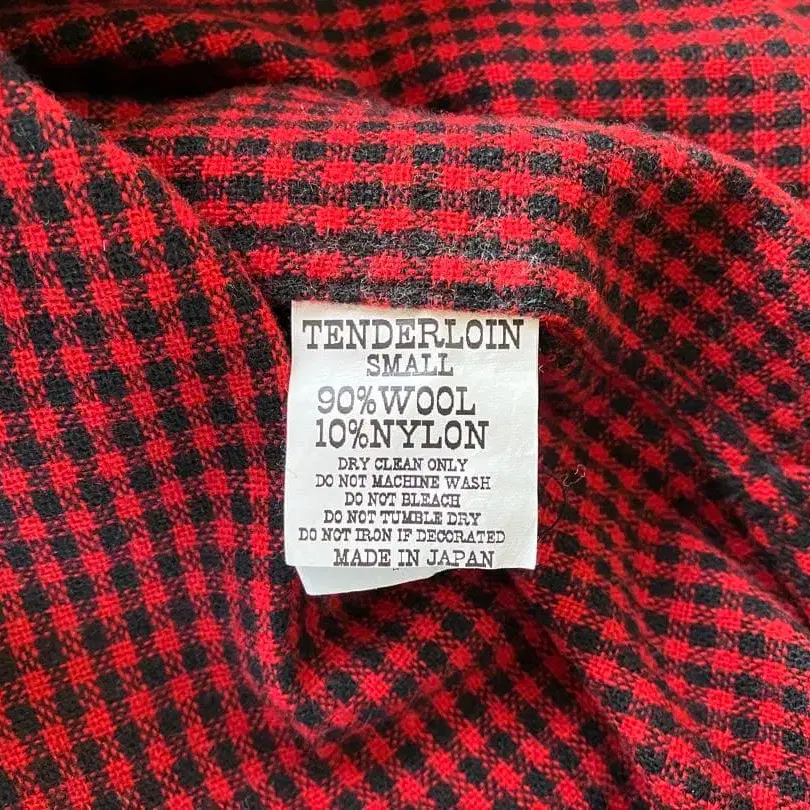 TENDERLOIN
SMALL
90%WOOL
10%NYLON
DRY CLEAN ONLY
DO NOT MACHINE WASH
DO NOT BLEACH
DO NOT TUMBLE DRY
DO NOT IRON IF DECORATED
MADE IN JAPAN